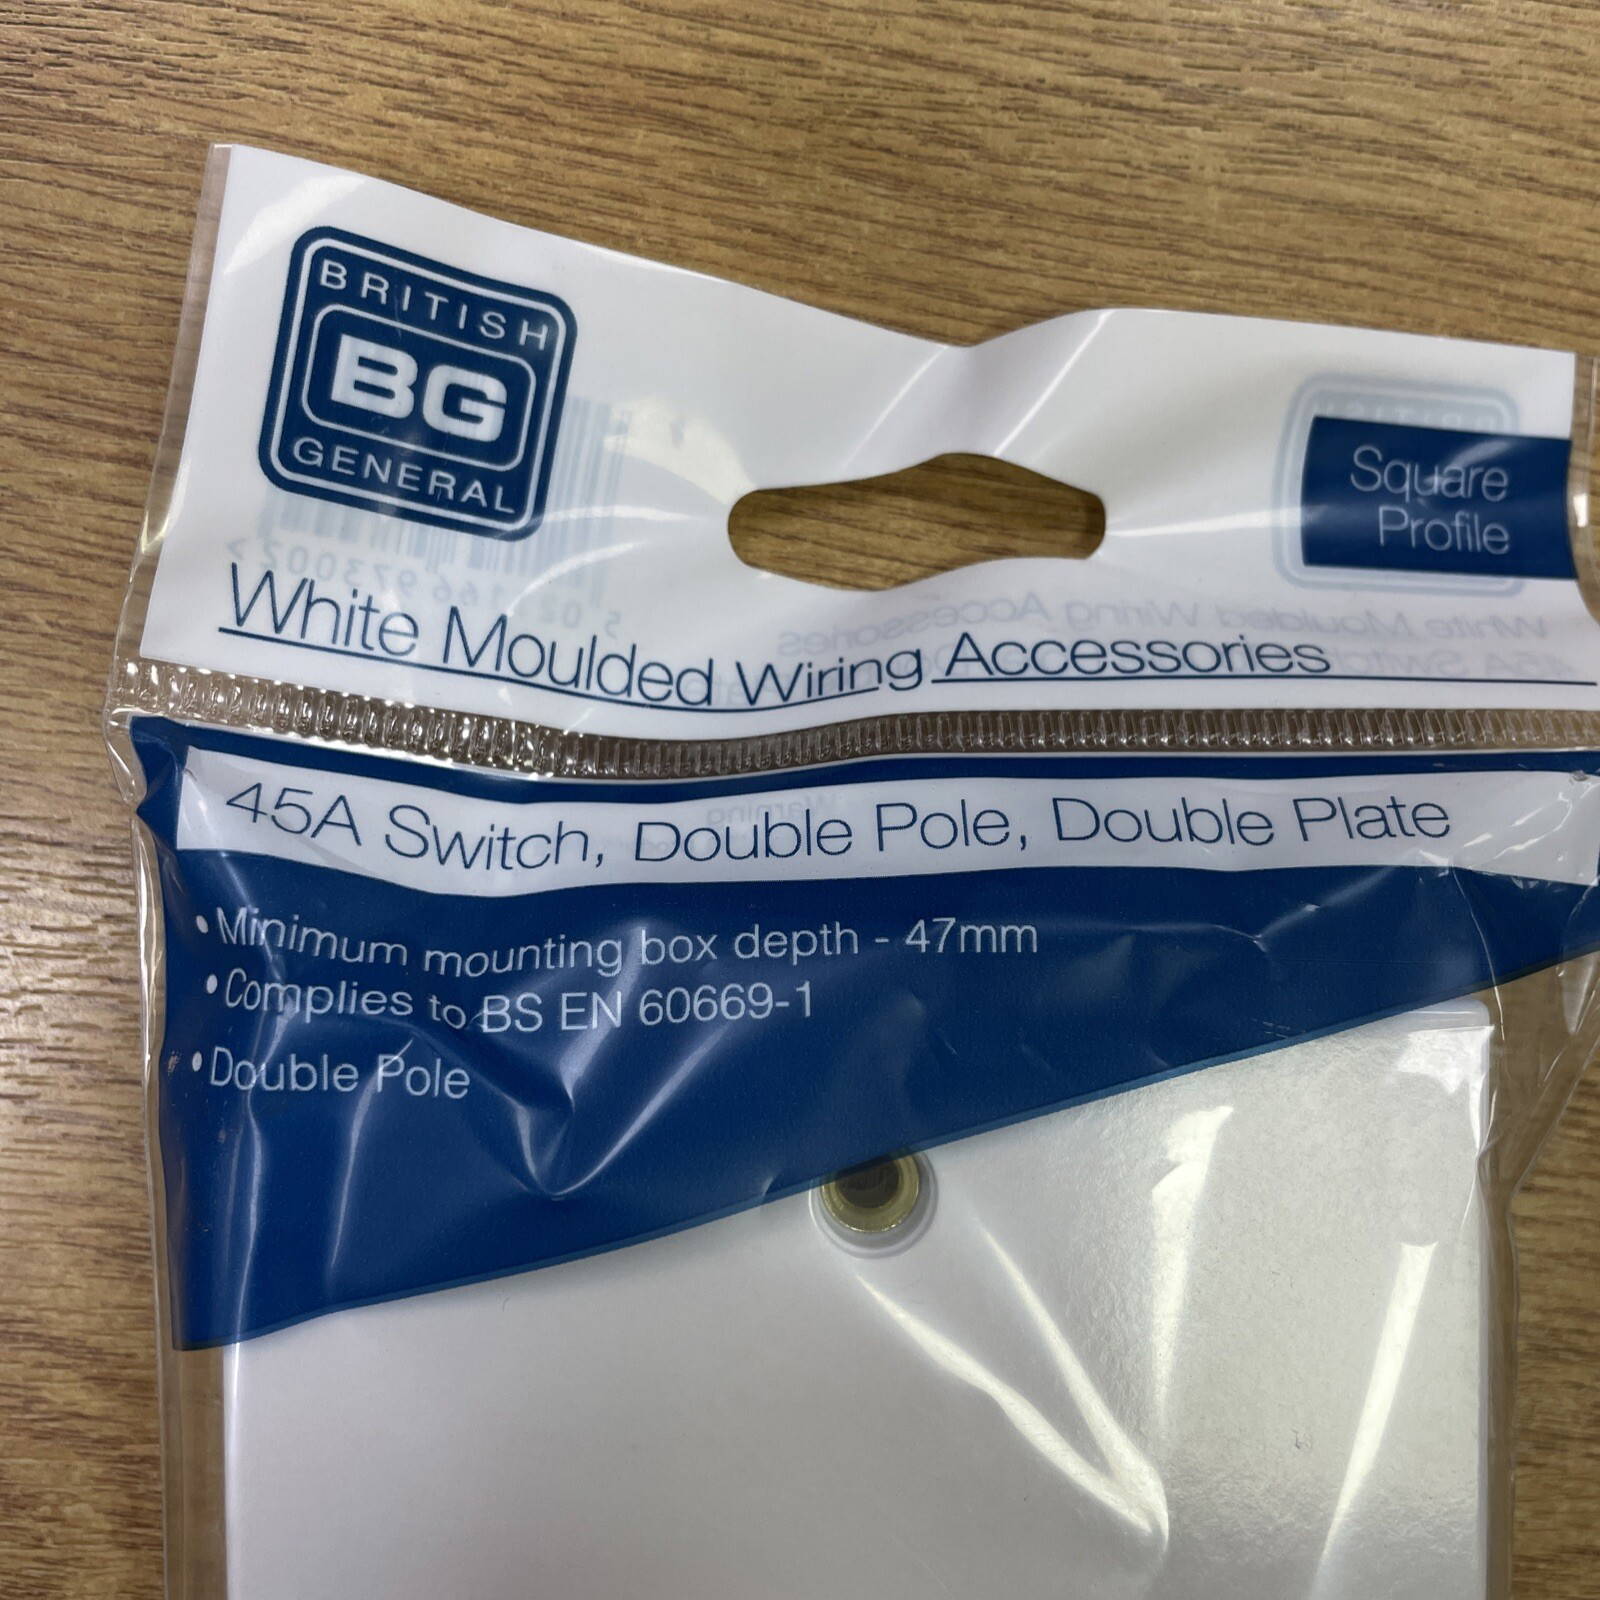 BRITISH
BG
GENERAL
Square
Profile
White Moulded Wiring Accessories
45A Switch, Double Pole, Double Plate
•Minimum mounting box depth - 47mm
•Complies to BS EN 60669-1
•Double Pole